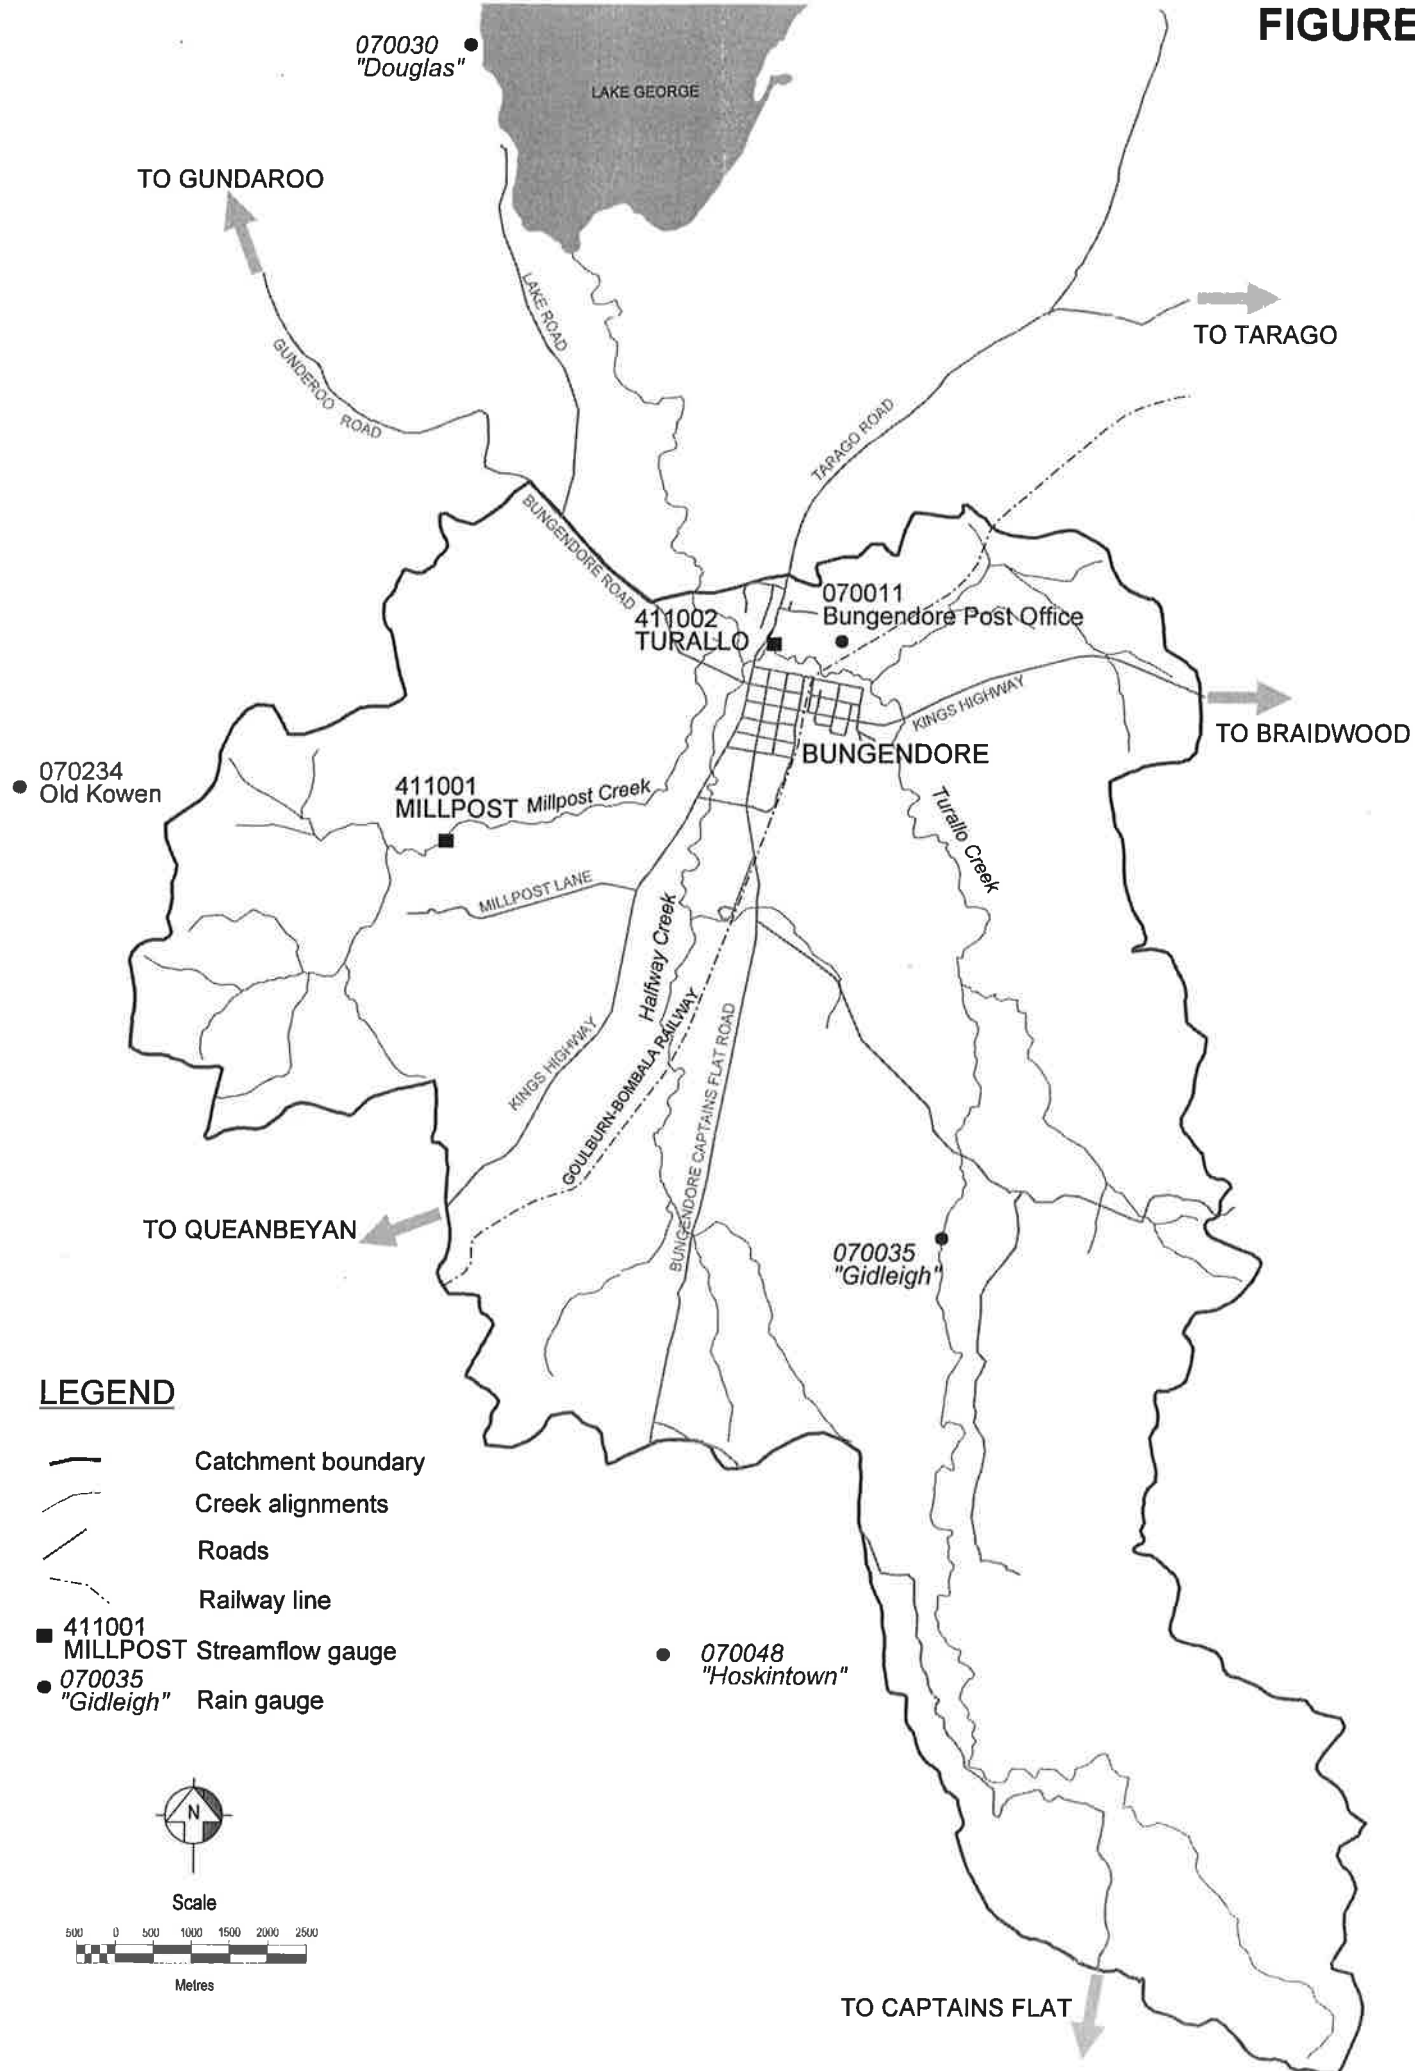 FIGURE
070030
"Douglas"
LAKE GEORGE
TO GUNDAROO
LAKE ROAD
TO TARAGO
GUNDEROO ROAD
TARAGO ROAD
BUNGENDORE ROAD
070011
Bungendore Post Office
411002
TURALLO
KINGS HIGHWAY
TO BRAIDWOOD
BUNGENDORE
070234
Old Kowen
411001
MILLPOST
Millpost Creek
Turallo Creek
MILLPOST LANE
Halfway Creek
KINGS HIGHWAY
GOULBURN-BOMBALA RAILWAY
BUNGENDORE CAPTAINS FLAT ROAD
TO QUEANBEYAN
070035
"Gidleigh"
LEGEND
Catchment boundary
Creek alignments
Roads
Railway line
411001
MILLPOST Streamflow gauge
070035
"Gidleigh" Rain gauge
070048
"Hoskintown"
N
Scale
500 0 500 1000 1500 2000 2500
Metres
TO CAPTAINS FLAT